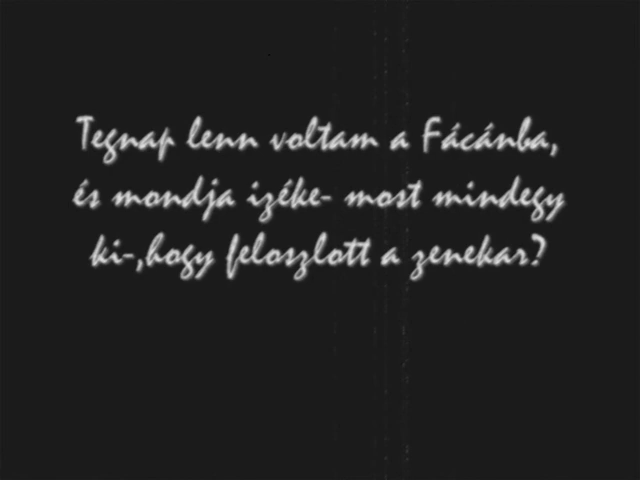 Tegnap lenn voltam a Fácánba,
és mondja izéke- most mindegy
ki-,hogy feloszlott a zenekar?